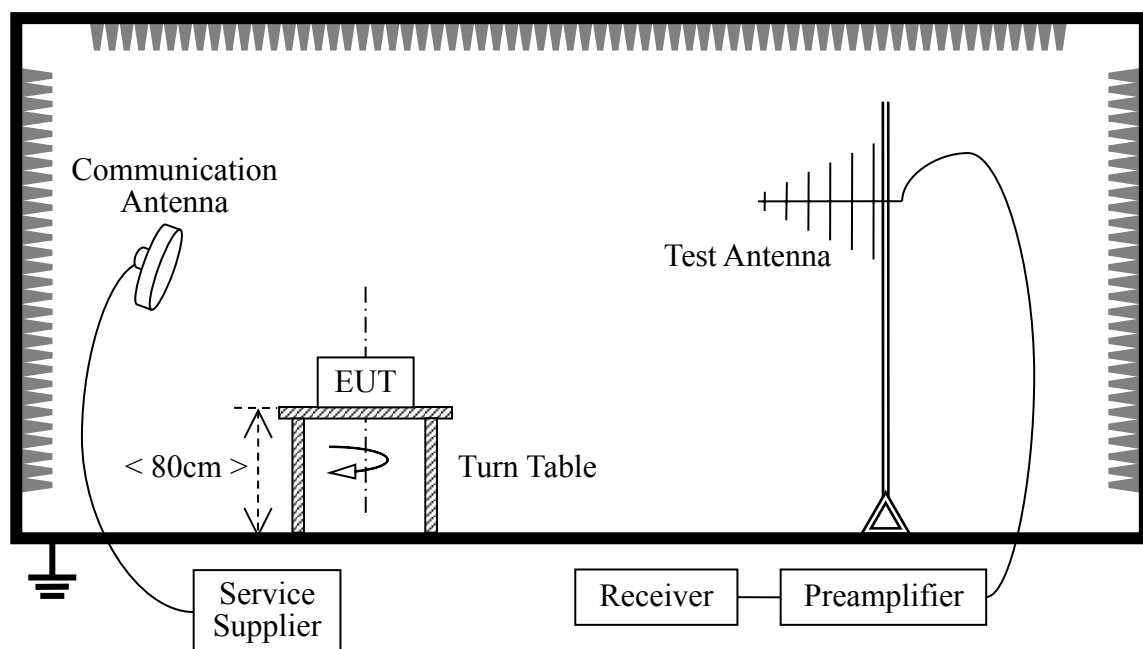 Communication
Antenna
Test Antenna
EUT
< 80cm >
Turn Table
Service
Supplier
Receiver
Preamplifier